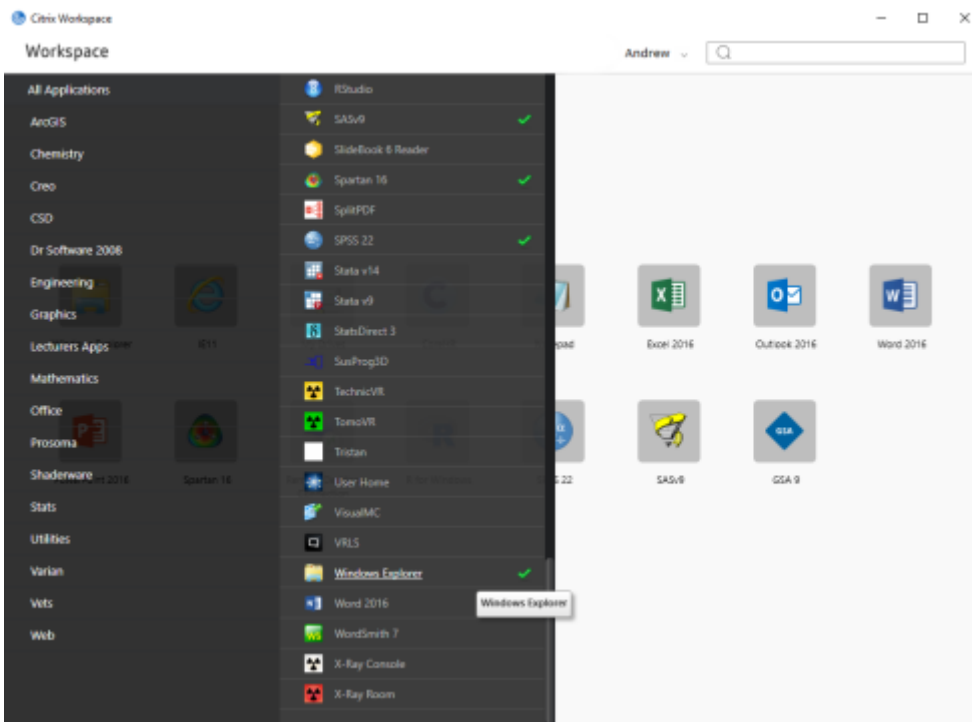 Citrix Workspace
Workspace
Andrew
All Applications
ArcGIS
Chemistry
Creo
CSD
Dr Software 2008
Engineering
Graphics
Lecturers Apps
Mathematics
Office
Prosoma
Shaderware
Stats
Utilities
Varian
Vets
Web
RStudio
SASv9
SlideBook 6 Reader
Spartan 16
SplitPDF
SPSS 22
Stata v14
Stata v9
StatsDirect 3
SusProg3D
TechnicVR
TomoVR
Tristan
User Home
VisualMC
VRLS
Windows Explorer
Word 2016
WordSmith 7
X-Ray Console
X-Ray Room
Windows Explorer
IE11
pad
Excel 2016
Outlook 2016
Word 2016
Spartan 16
S 22
SASv9
GSA
GSA 9